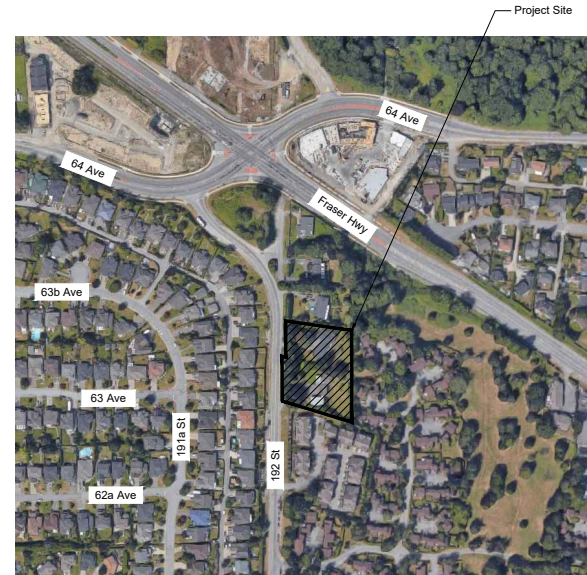 Project Site
64 Ave
64 Ave
Fraser Hwy
63b Ave
63 Ave
191a St
192 St
62a Ave